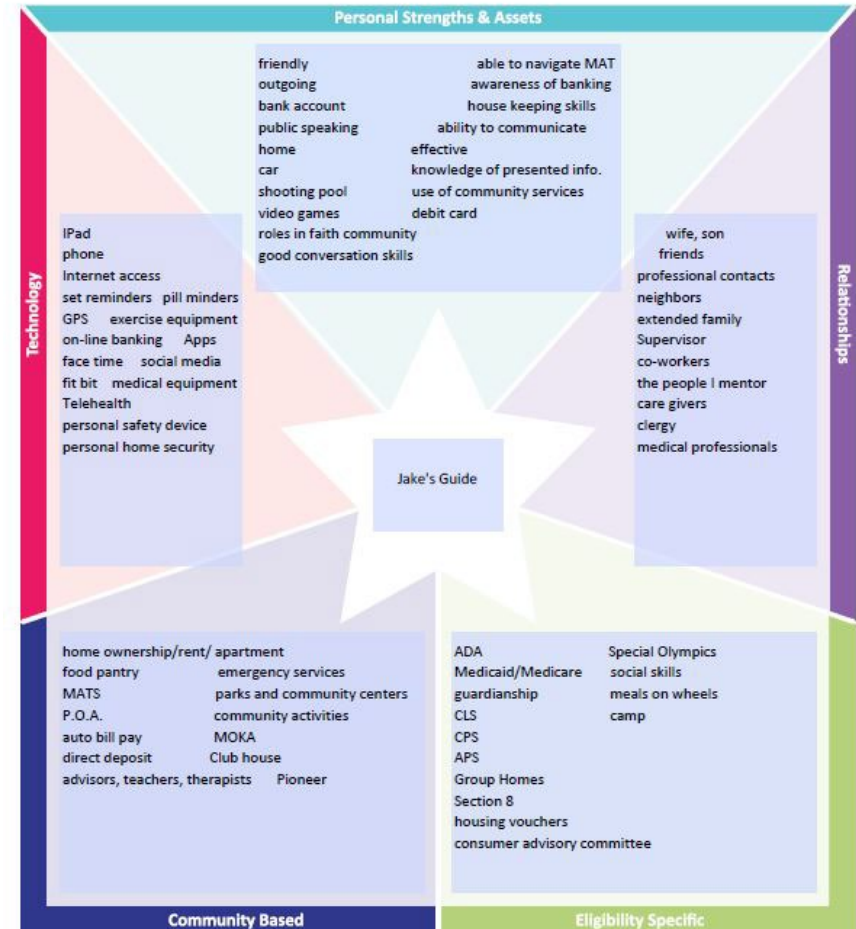 Personal Strengths & Assets
friendly able to navigate MAT
outgoing awareness of banking
bank account house keeping skills
public speaking ability to communicate
home effective
car knowledge of presented info.
shooting pool use of community services
video games debit card
roles in faith community
good conversation skills
Technology
IPad
phone
Internet access
set reminders pill minders
GPS exercise equipment
on-line banking Apps
face time social media
fit bit medical equipment
Telehealth
personal safety device
personal home security
Relationships
wife, son
friends
professional contacts
neighbors
extended family
Supervisor
co-workers
the people I mentor
care givers
clergy
medical professionals
Jake's Guide
home ownership/rent/ apartment
food pantry emergency services
MATS parks and community centers
P.O.A. community activities
auto bill pay MOKA
direct deposit Club house
advisors, teachers, therapists Pioneer
Community Based
ADA Special Olympics
Medicaid/Medicare social skills
guardianship meals on wheels
CLS camp
CPS
APS
Group Homes
Section 8
housing vouchers
consumer advisory committee
Eligibility Specific